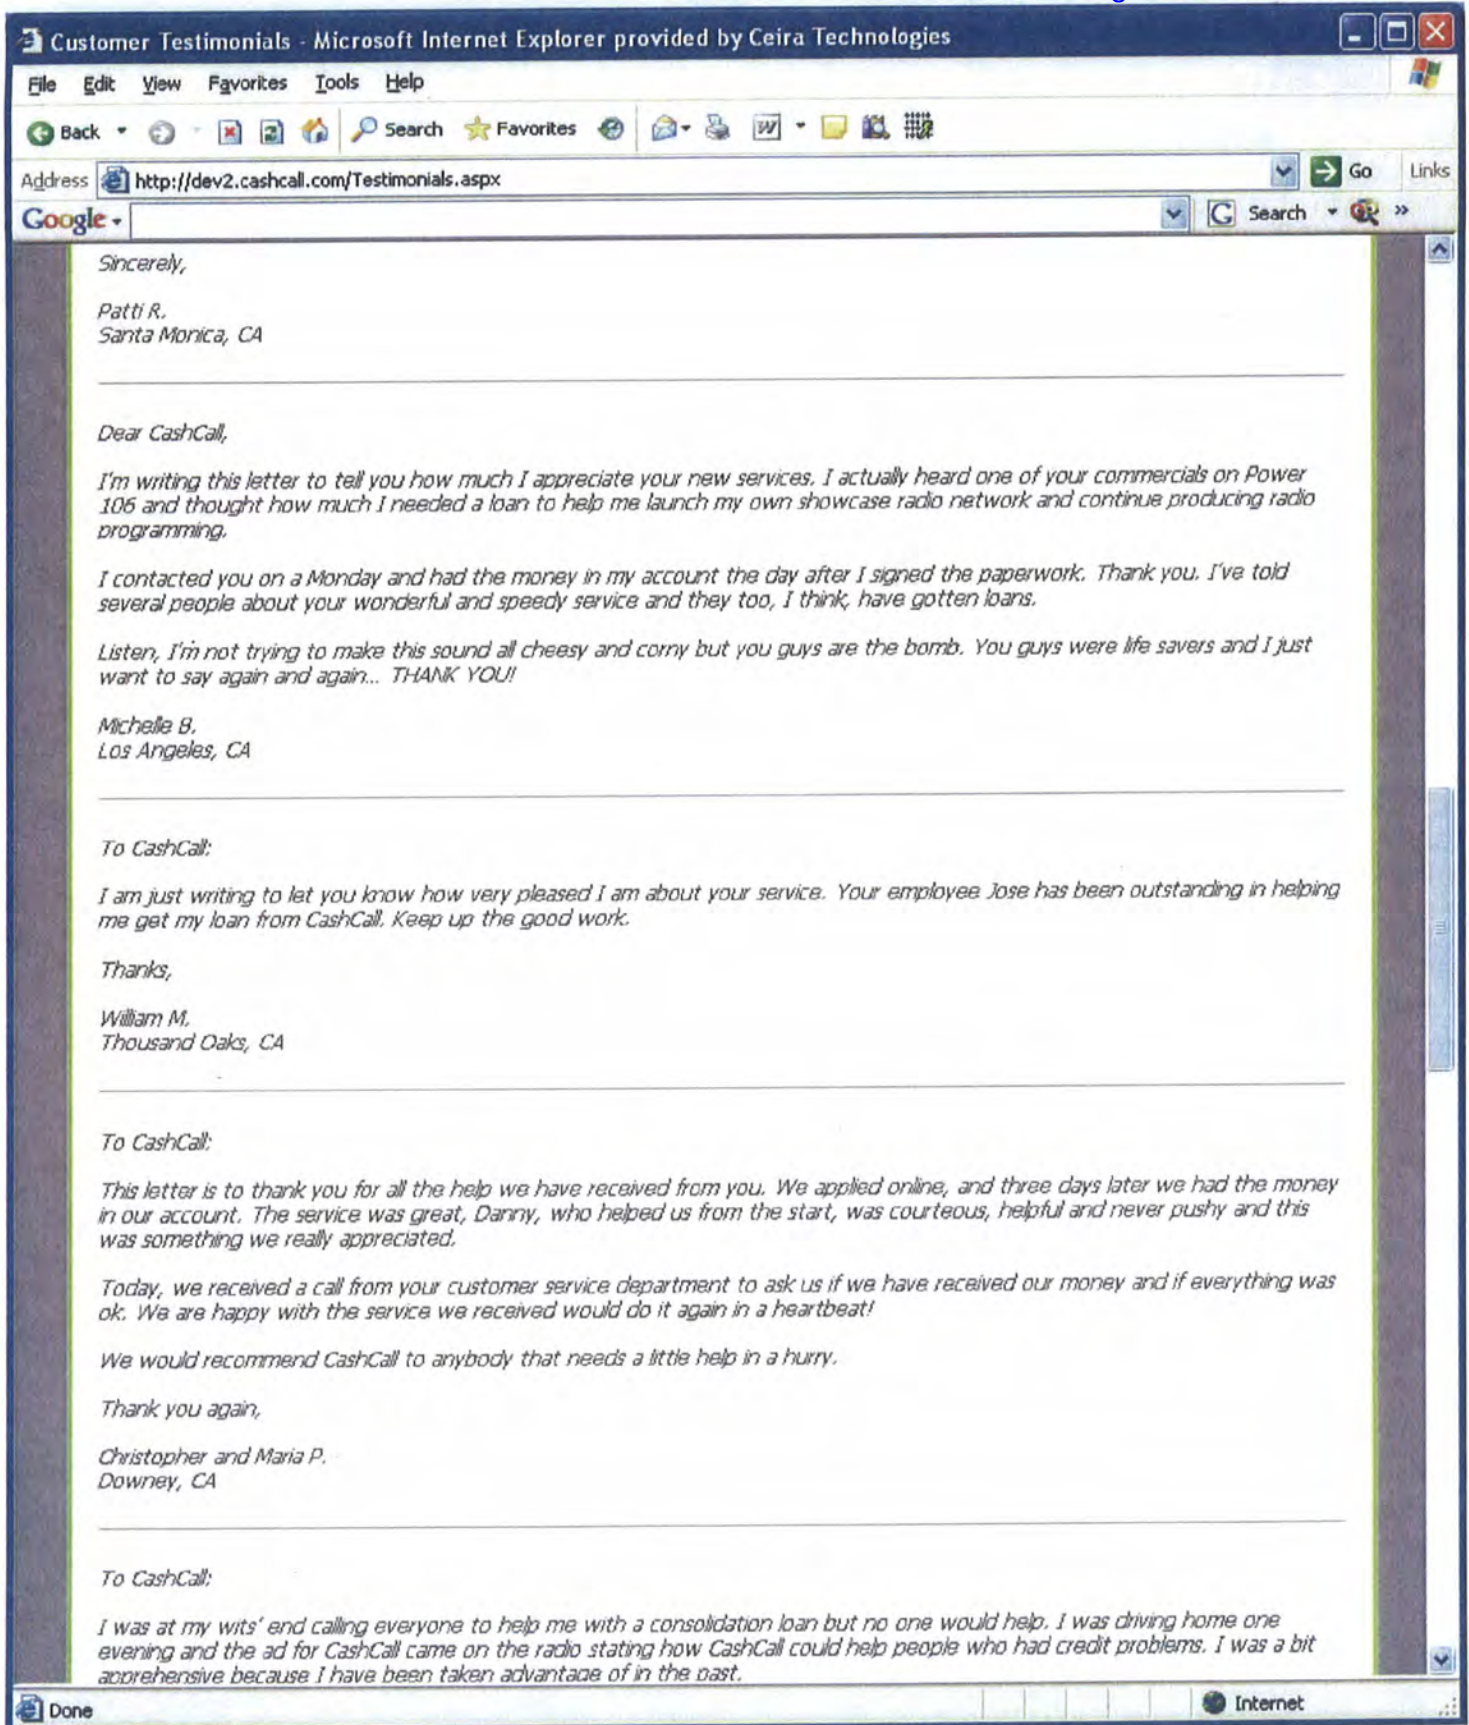 Customer Testimonials - Microsoft Internet Explorer provided by Ceira Technologies
File Edit View Favorites Tools Help
Back Search Favorites
Address http://dev2.cashcall.com/Testimonials.aspx Go Links
Google Search »
Sincerely,
Patti R.
Santa Monica, CA
Dear CashCall,
I'm writing this letter to tell you how much I appreciate your new services. I actually heard one of your commercials on Power
106 and thought how much I needed a loan to help me launch my own showcase radio network and continue producing radio
programming.
I contacted you on a Monday and had the money in my account the day after I signed the paperwork. Thank you. I've told
several people about your wonderful and speedy service and they too, I think, have gotten loans.
Listen, I'm not trying to make this sound all cheesy and corny but you guys are the bomb. You guys were life savers and I just
want to say again and again... THANK YOU!
Michelle B.
Los Angeles, CA
To CashCall:
I am just writing to let you know how very pleased I am about your service. Your employee Jose has been outstanding in helping
me get my loan from CashCall. Keep up the good work.
Thanks,
William M.
Thousand Oaks, CA
To CashCall:
This letter is to thank you for all the help we have received from you. We applied online, and three days later we had the money
in our account. The service was great, Danny, who helped us from the start, was courteous, helpful and never pushy and this
was something we really appreciated.
Today, we received a call from your customer service department to ask us if we have received our money and if everything was
ok. We are happy with the service we received would do it again in a heartbeat!
We would recommend CashCall to anybody that needs a little help in a hurry.
Thank you again,
Christopher and Maria P.
Downey, CA
To CashCall:
I was at my wits' end calling everyone to help me with a consolidation loan but no one would help. I was driving home one
evening and the ad for CashCall came on the radio stating how CashCall could help people who had credit problems. I was a bit
apprehensive because I have been taken advantage of in the past.
Done Internet